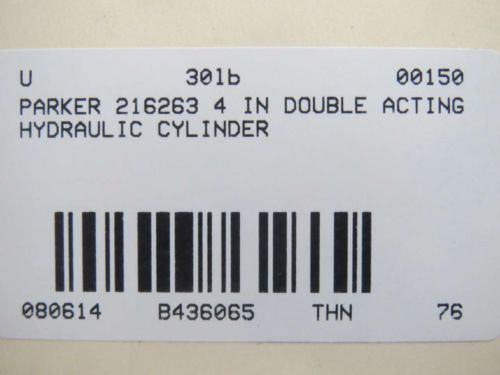 U 30lb 00150
PARKER 216263 4 IN DOUBLE ACTING
HYDRAULIC CYLINDER
080614 B436065 THN 76